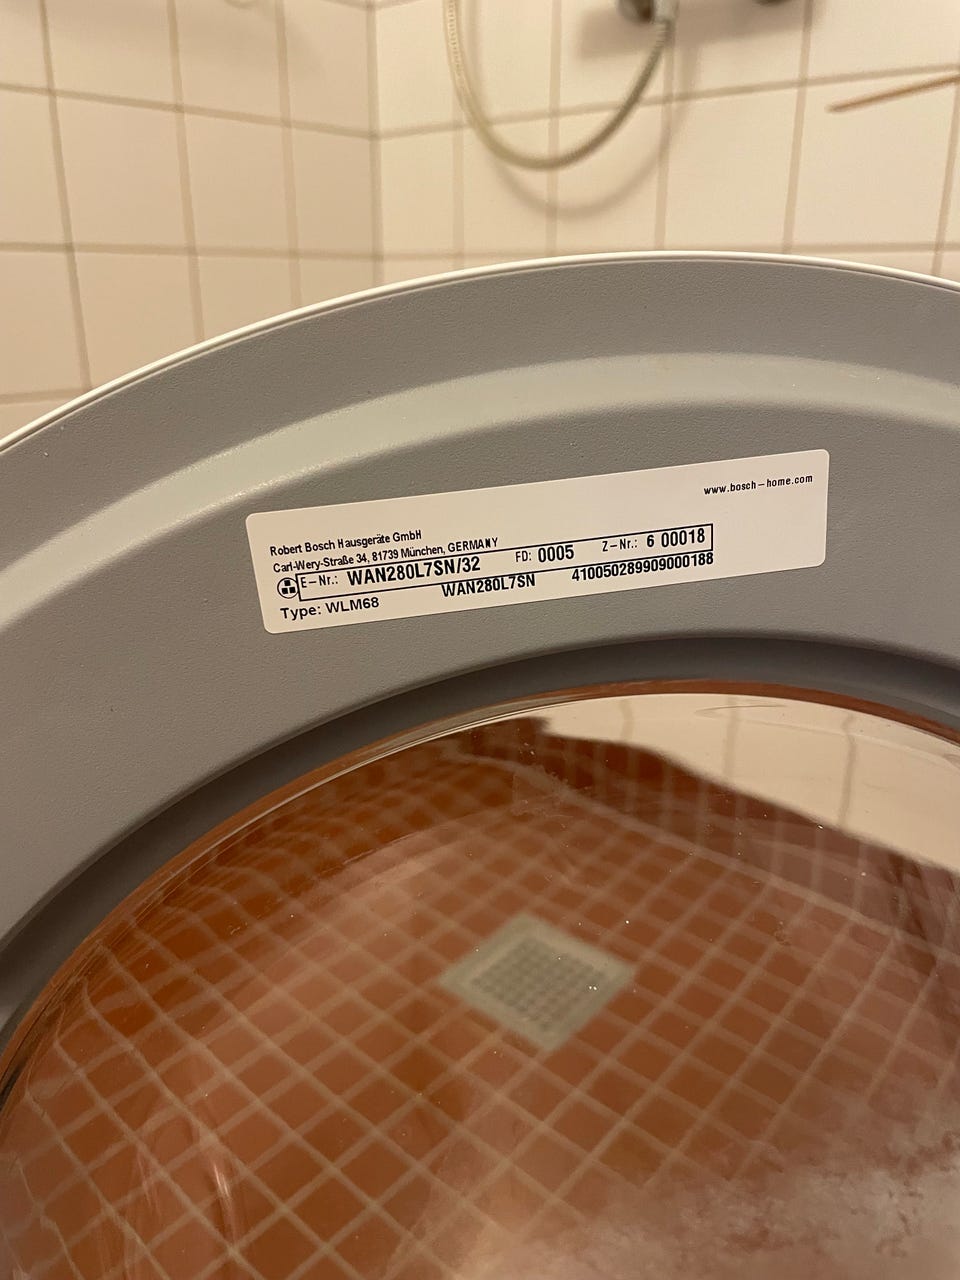 www.bosch-home.com
Robert Bosch Hausgeräte GmbH
Carl-Wery-Straße 34, 81739 München, GERMANY
E-Nr.: WAN280L7SN/32 FD: 0005 Z-Nr.: 6 00018
Type: WLM68 WAN280L7SN 410050289909000188